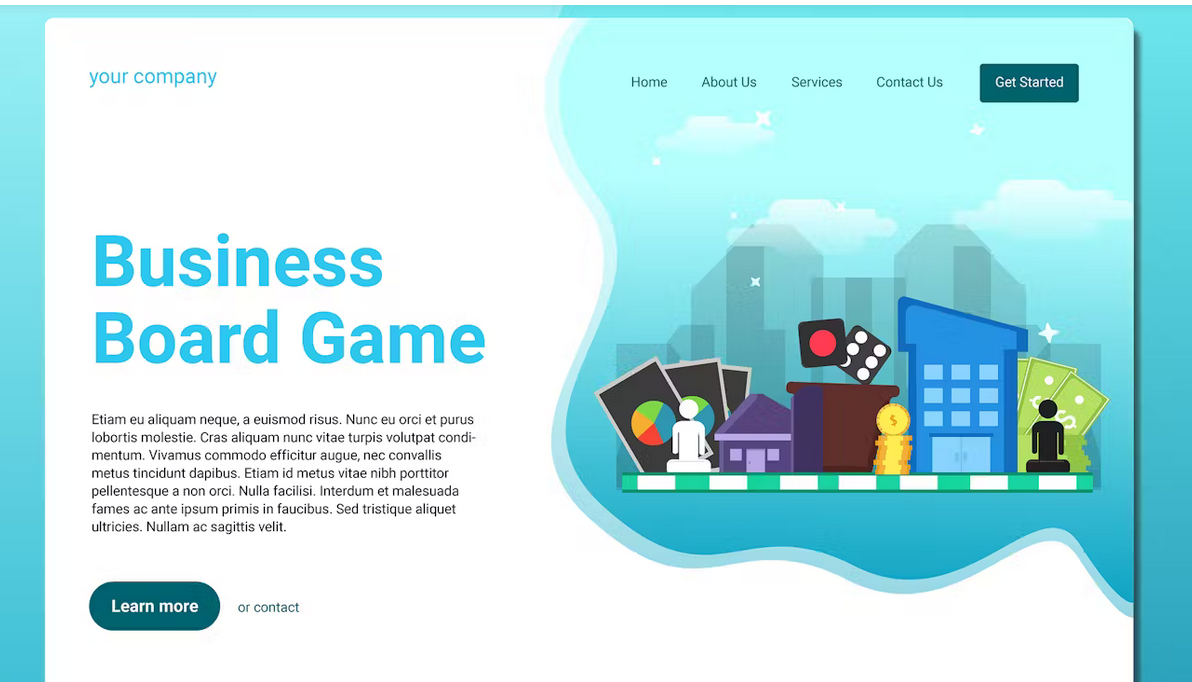 your company
Home
About Us
Services
Contact Us
Get Started
Business
Board Game
Etiam eu aliquam neque, a euismod risus. Nunc eu orci et purus
lobortis molestie. Cras aliquam nunc vitae turpis volutpat condi-
mentum. Vivamus commodo efficitur augue, nec convallis
metus tincidunt dapibus. Etiam id metus vitae nibh porttitor
pellentesque a non orci. Nulla facilisi. Interdum et malesuada
fames ac ante ipsum primis in faucibus. Sed tristique aliquet
ultricies. Nullam ac sagittis velit.
Learn more
or contact